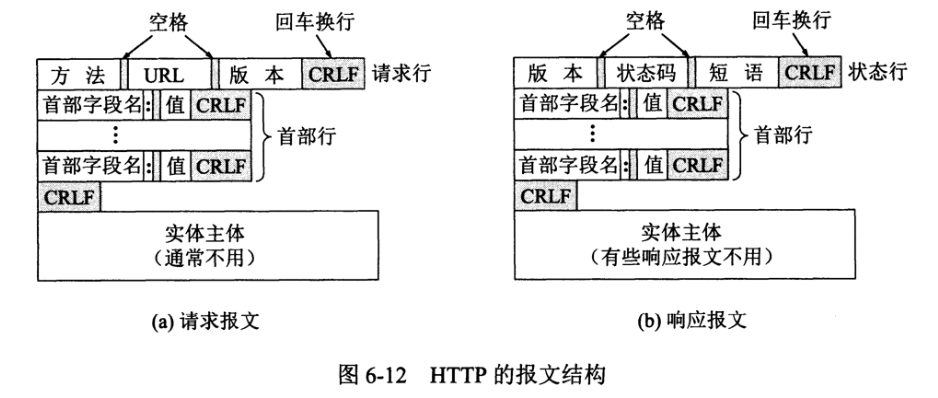 空格 回车换行
方 法 URL 版 本 CRLF 请求行
首部字段名: 值 CRLF
⋮ 首部行
首部字段名: 值 CRLF
CRLF
实体主体
（通常不用）
(a) 请求报文
空格 回车换行
版 本 状态码 短 语 CRLF 状态行
首部字段名: 值 CRLF
⋮ 首部行
首部字段名: 值 CRLF
CRLF
实体主体
（有些响应报文不用）
(b) 响应报文
图 6-12 HTTP 的报文结构